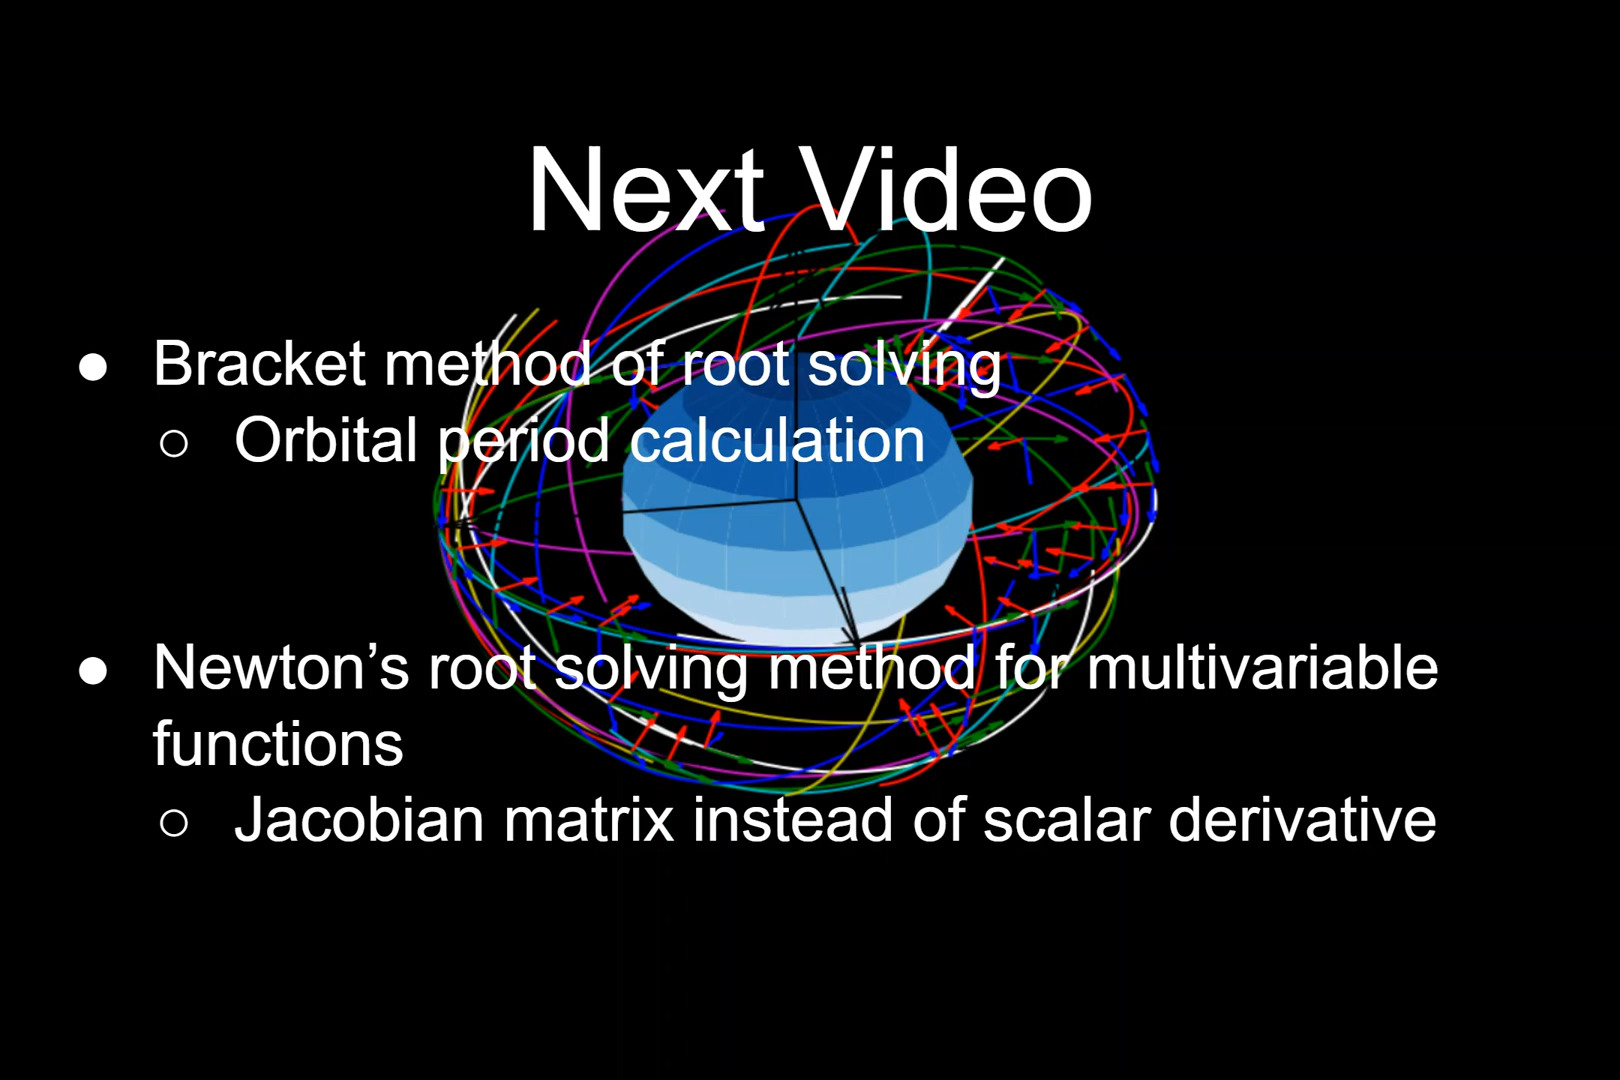 Next Video
● Bracket method of root solving
○ Orbital period calculation
● Newton’s root solving method for multivariable
functions
○ Jacobian matrix instead of scalar derivative